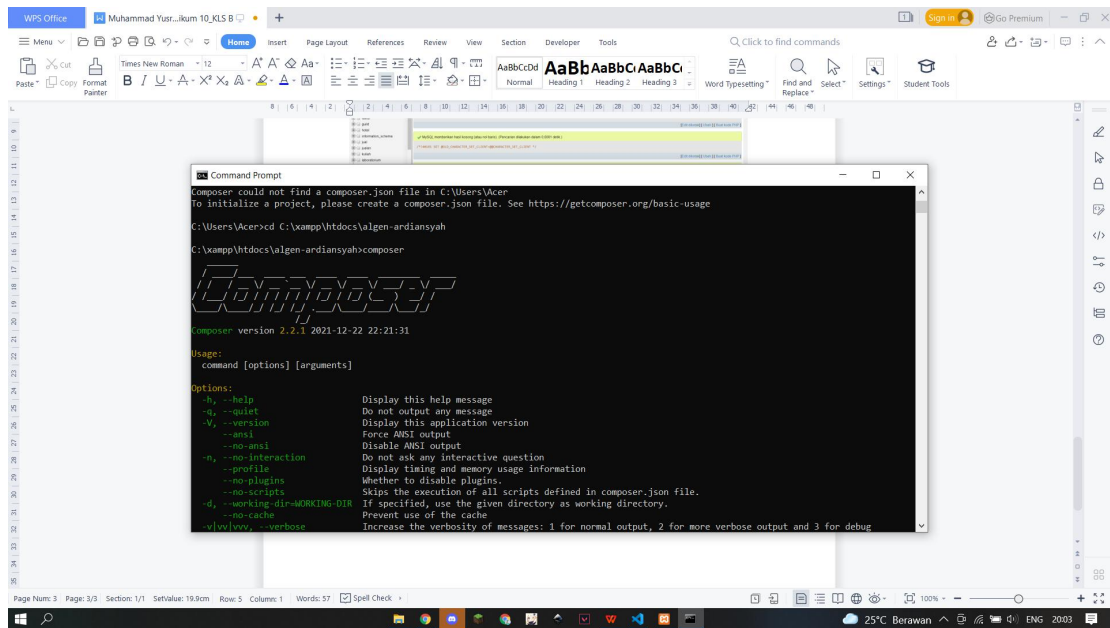 WPS Office
Muhammad Yusr...ikum 10_KLS B
Sign in
Go Premium
Menu
Home
Insert
Page Layout
References
Review
View
Section
Developer
Tools
Click to find commands
Paste
Cut
Copy
Format Painter
Times New Roman
12
AaBbCcDd
Normal
Heading 1
Heading 2
Heading 3
Word Typesetting
Find and Replace
Select
Settings
Student Tools
Command Prompt
Composer could not find a composer.json file in C:\Users\Acer
To initialize a project, please create a composer.json file. See https://getcomposer.org/basic-usage
C:\Users\Acer>cd C:\xampp\htdocs\algen-ardiansyah
C:\xampp\htdocs\algen-ardiansyah>composer
Composer
Composer version 2.2.1 2021-12-22 22:21:31
Usage:
command [options] [arguments]
Options:
-h, --help Display this help message
-q, --quiet Do not output any message
-V, --version Display this application version
--ansi Force ANSI output
--no-ansi Disable ANSI output
-n, --no-interaction Do not ask any interactive question
--profile Display timing and memory usage information
--no-plugins Whether to disable plugins.
--no-scripts Skips the execution of all scripts defined in composer.json file.
-d, --working-dir=WORKING-DIR If specified, use the given directory as working directory.
--no-cache Prevent use of the cache
-v|vv|vvv, --verbose Increase the verbosity of messages: 1 for normal output, 2 for more verbose output and 3 for debug
Page Num: 3 Page: 3/3 Section: 1/1 SetValue: 19.9cm Row: 5 Column: 1 Words: 57 Spell Check
100%
25°C Berawan
ENG
20:03